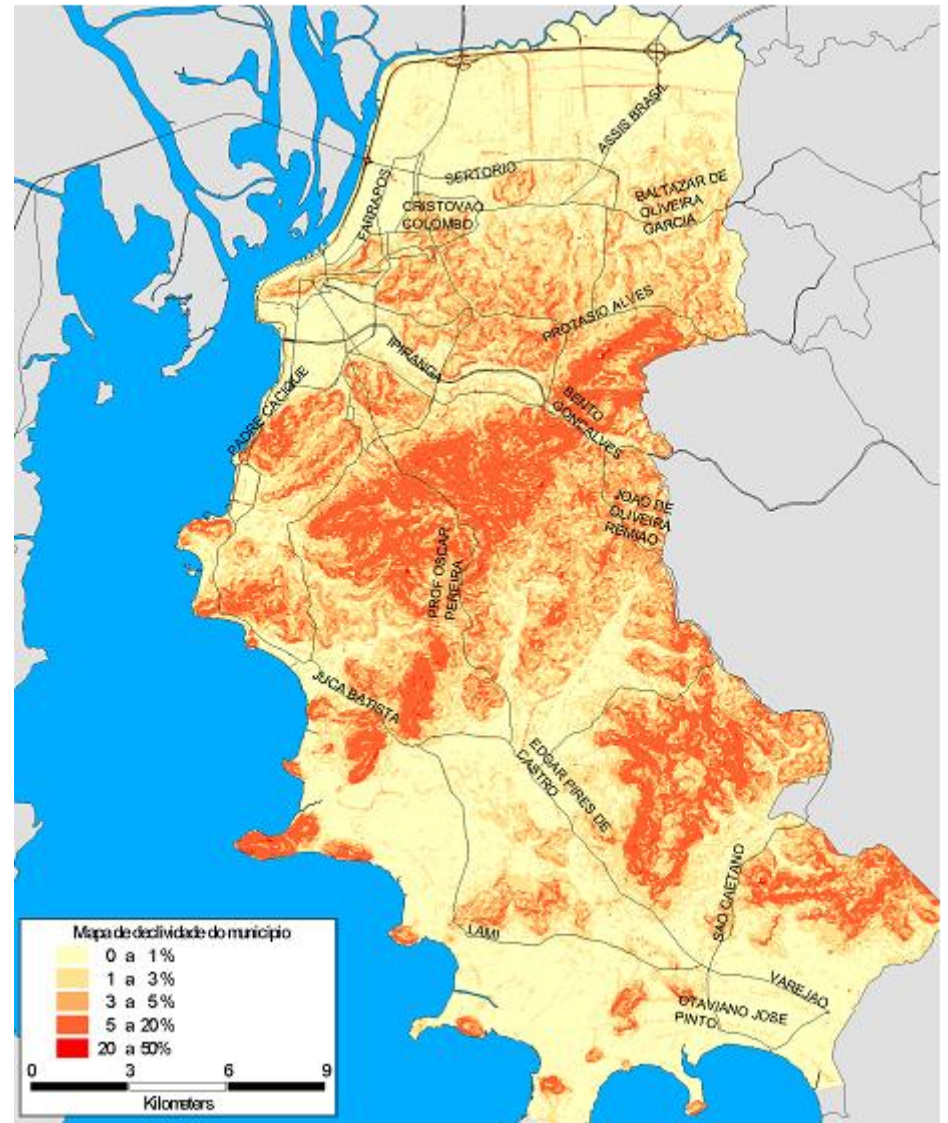 ASSIS BRASIL
SERTORIO
FARRAPOS
CRISTOVAO
COLOMBO
BALTAZAR DE
OLIVEIRA
GARCIA
PROTASIO ALVES
IPIRANGA
PADRE CACIQUE
BENTO
GONCALVES
JOAO DE
OLIVEIRA
REMIAO
PROF OSCAR
PEREIRA
JUCA BATISTA
EDGAR PIRES DE
CASTRO
SAO CAETANO
LAMI
VAREJAO
OTAVIANO JOSE
PINTO
Mapa de declividade do município
0 a 1%
1 a 3%
3 a 5%
5 a 20%
20 a 50%
0 3 6 9
Kilometers